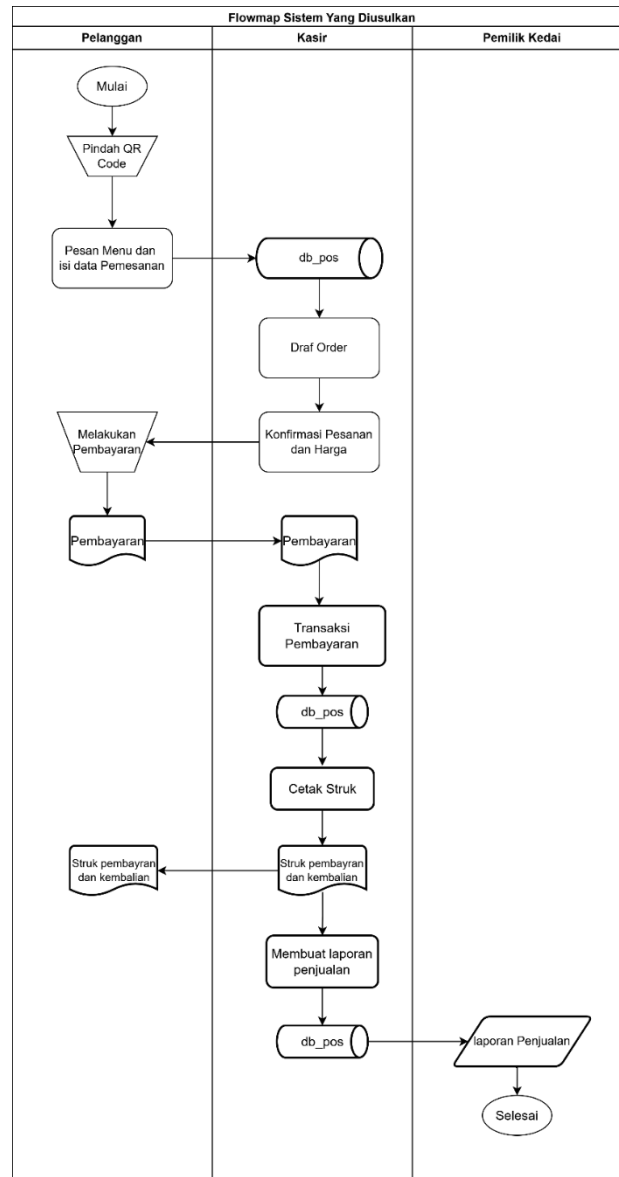 Flowmap Sistem Yang Diusulkan
Pelanggan
Kasir
Pemilik Kedai
Mulai
Pindah QR
Code
Pesan Menu dan
isi data Pemesanan
db_pos
Draf Order
Melakukan
Pembayaran
Konfirmasi Pesanan
dan Harga
Pembayaran
Pembayaran
Transaksi
Pembayaran
db_pos
Cetak Struk
Struk pembayran
dan kembalian
Struk pembayran
dan kembalian
Membuat laporan
penjualan
db_pos
laporan Penjualan
Selesai